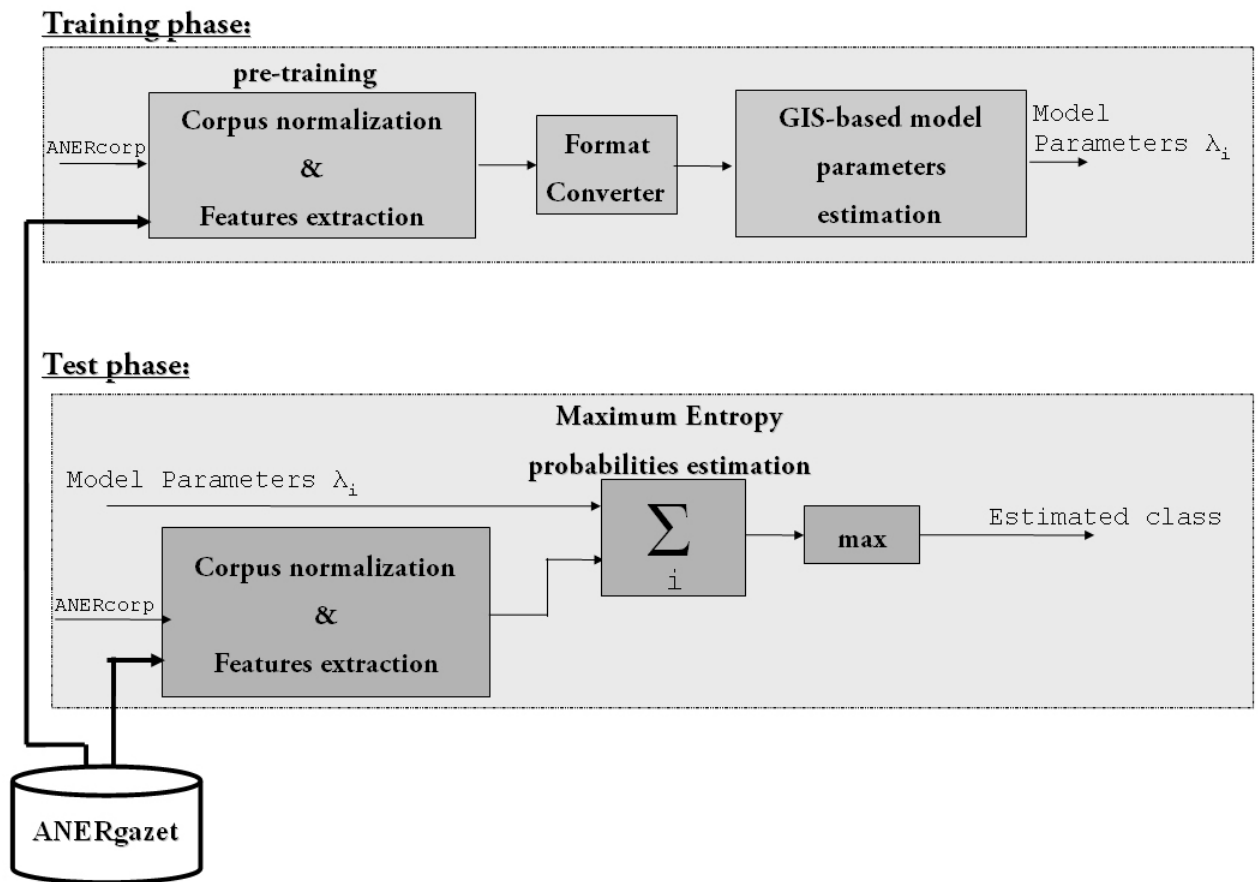 Training phase:
pre-training
Corpus normalization
&
Features extraction
ANERcorp
Format
Converter
GIS-based model
parameters
estimation
Model
Parameters λi
Test phase:
Maximum Entropy
probabilities estimation
Model Parameters λi
∑
i
max
Estimated class
Corpus normalization
&
Features extraction
ANERcorp
ANERgazet